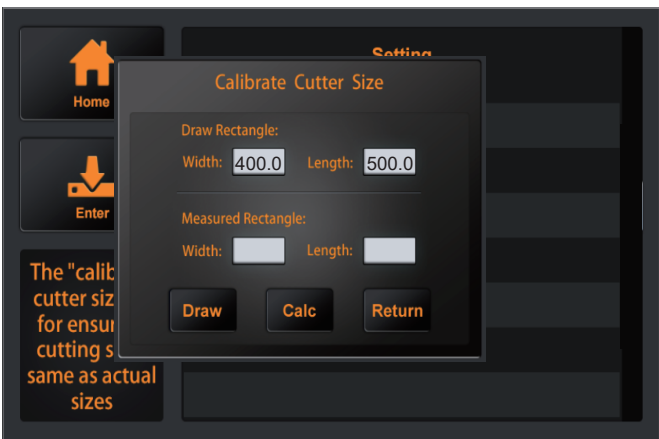 Setting
Home
Calibrate Cutter Size
Draw Rectangle:
Width: 400.0 Length: 500.0
Enter
Measured Rectangle:
Width: Length:
Draw Calc Return
The "calib
cutter siz
for ensur
cutting s
same as actual
sizes